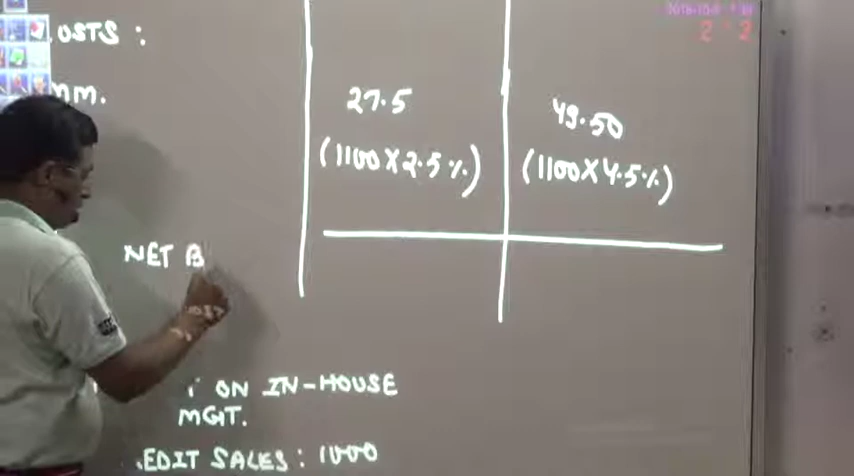 OSTS :
MM.
27.5
(1100 X 2.5%)
49.50
(1100 X 4.5%)
NET B
ON IN-HOUSE
MGT.
EDIT SALES : 1000